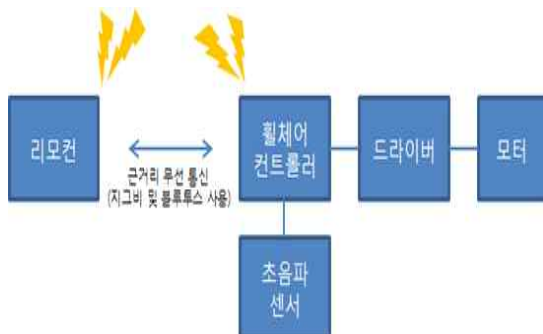 리모컨
휠체어
컨트롤러
드라이버
모터
근거리 무선 통신
(지그비 및 블루투스 사용)
초음파
센서